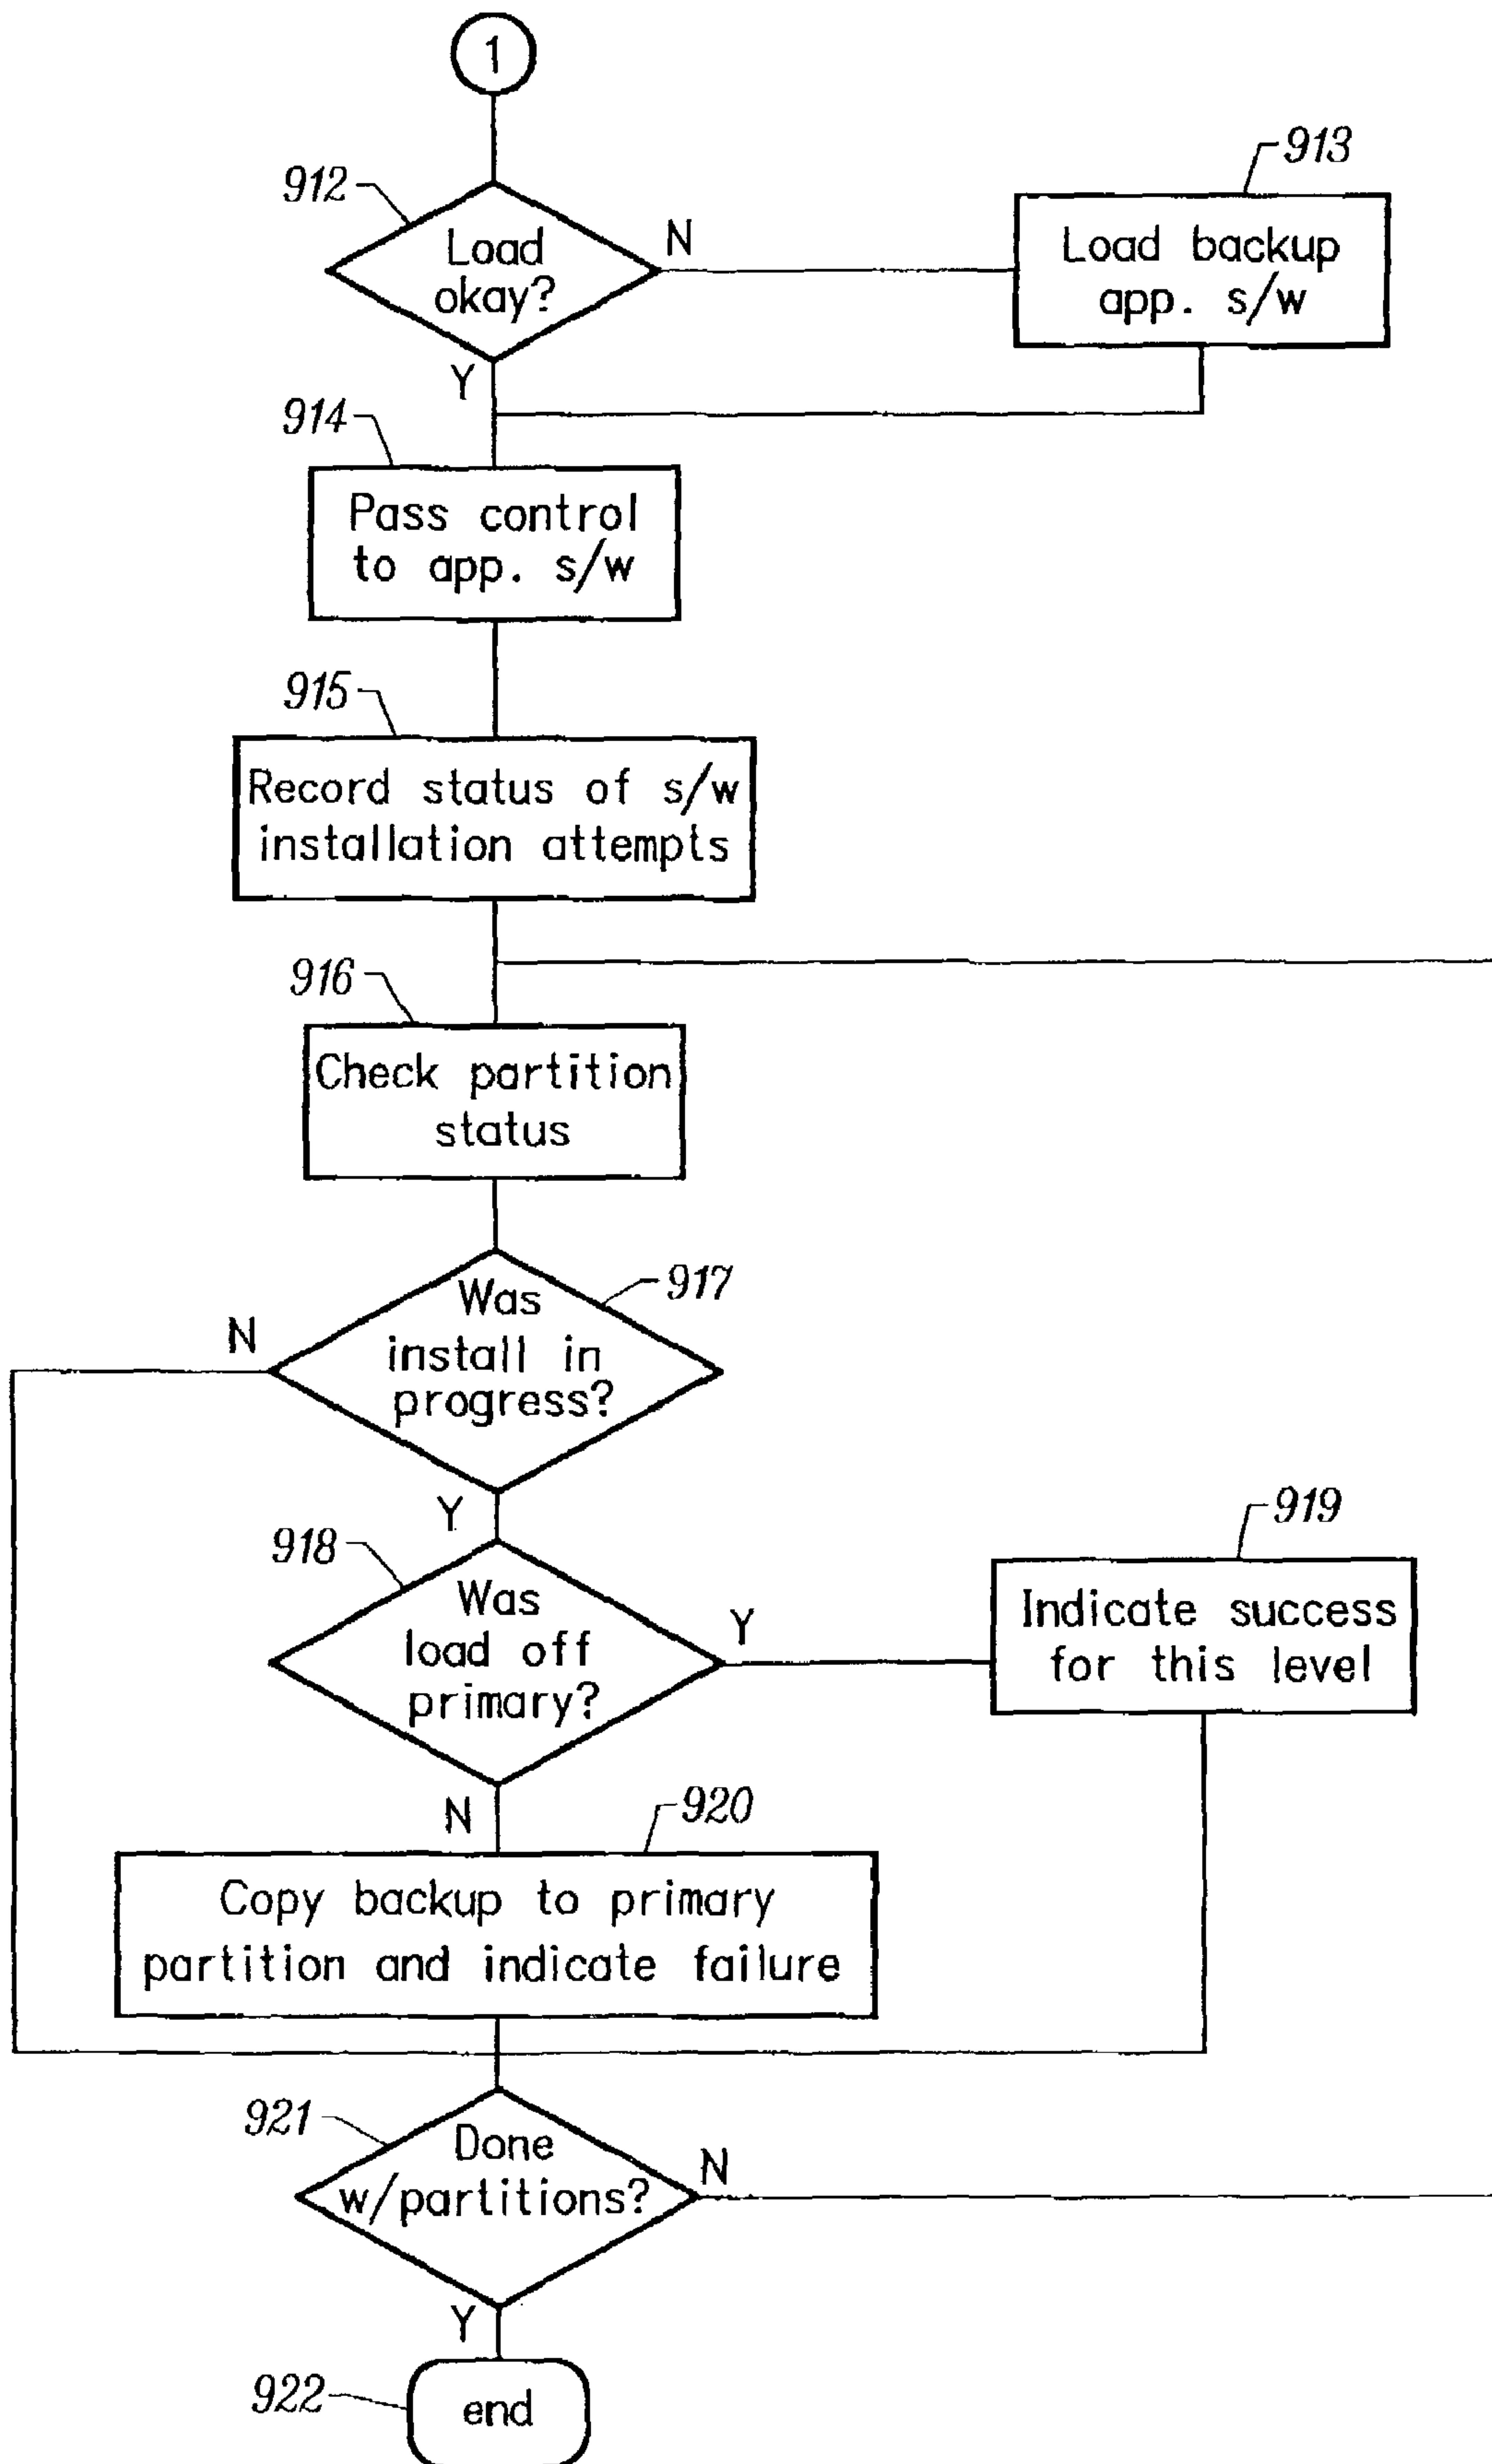 1
912
Load
okay?
N
Y
913
Load backup
app. s/w
914
Pass control
to app. s/w
915
Record status of s/w
installation attempts
916
Check partition
status
917
Was
install in
progress?
N
Y
918
Was
load off
primary?
Y
N
919
Indicate success
for this level
920
Copy backup to primary
partition and indicate failure
921
Done
w/partitions?
N
Y
922
end